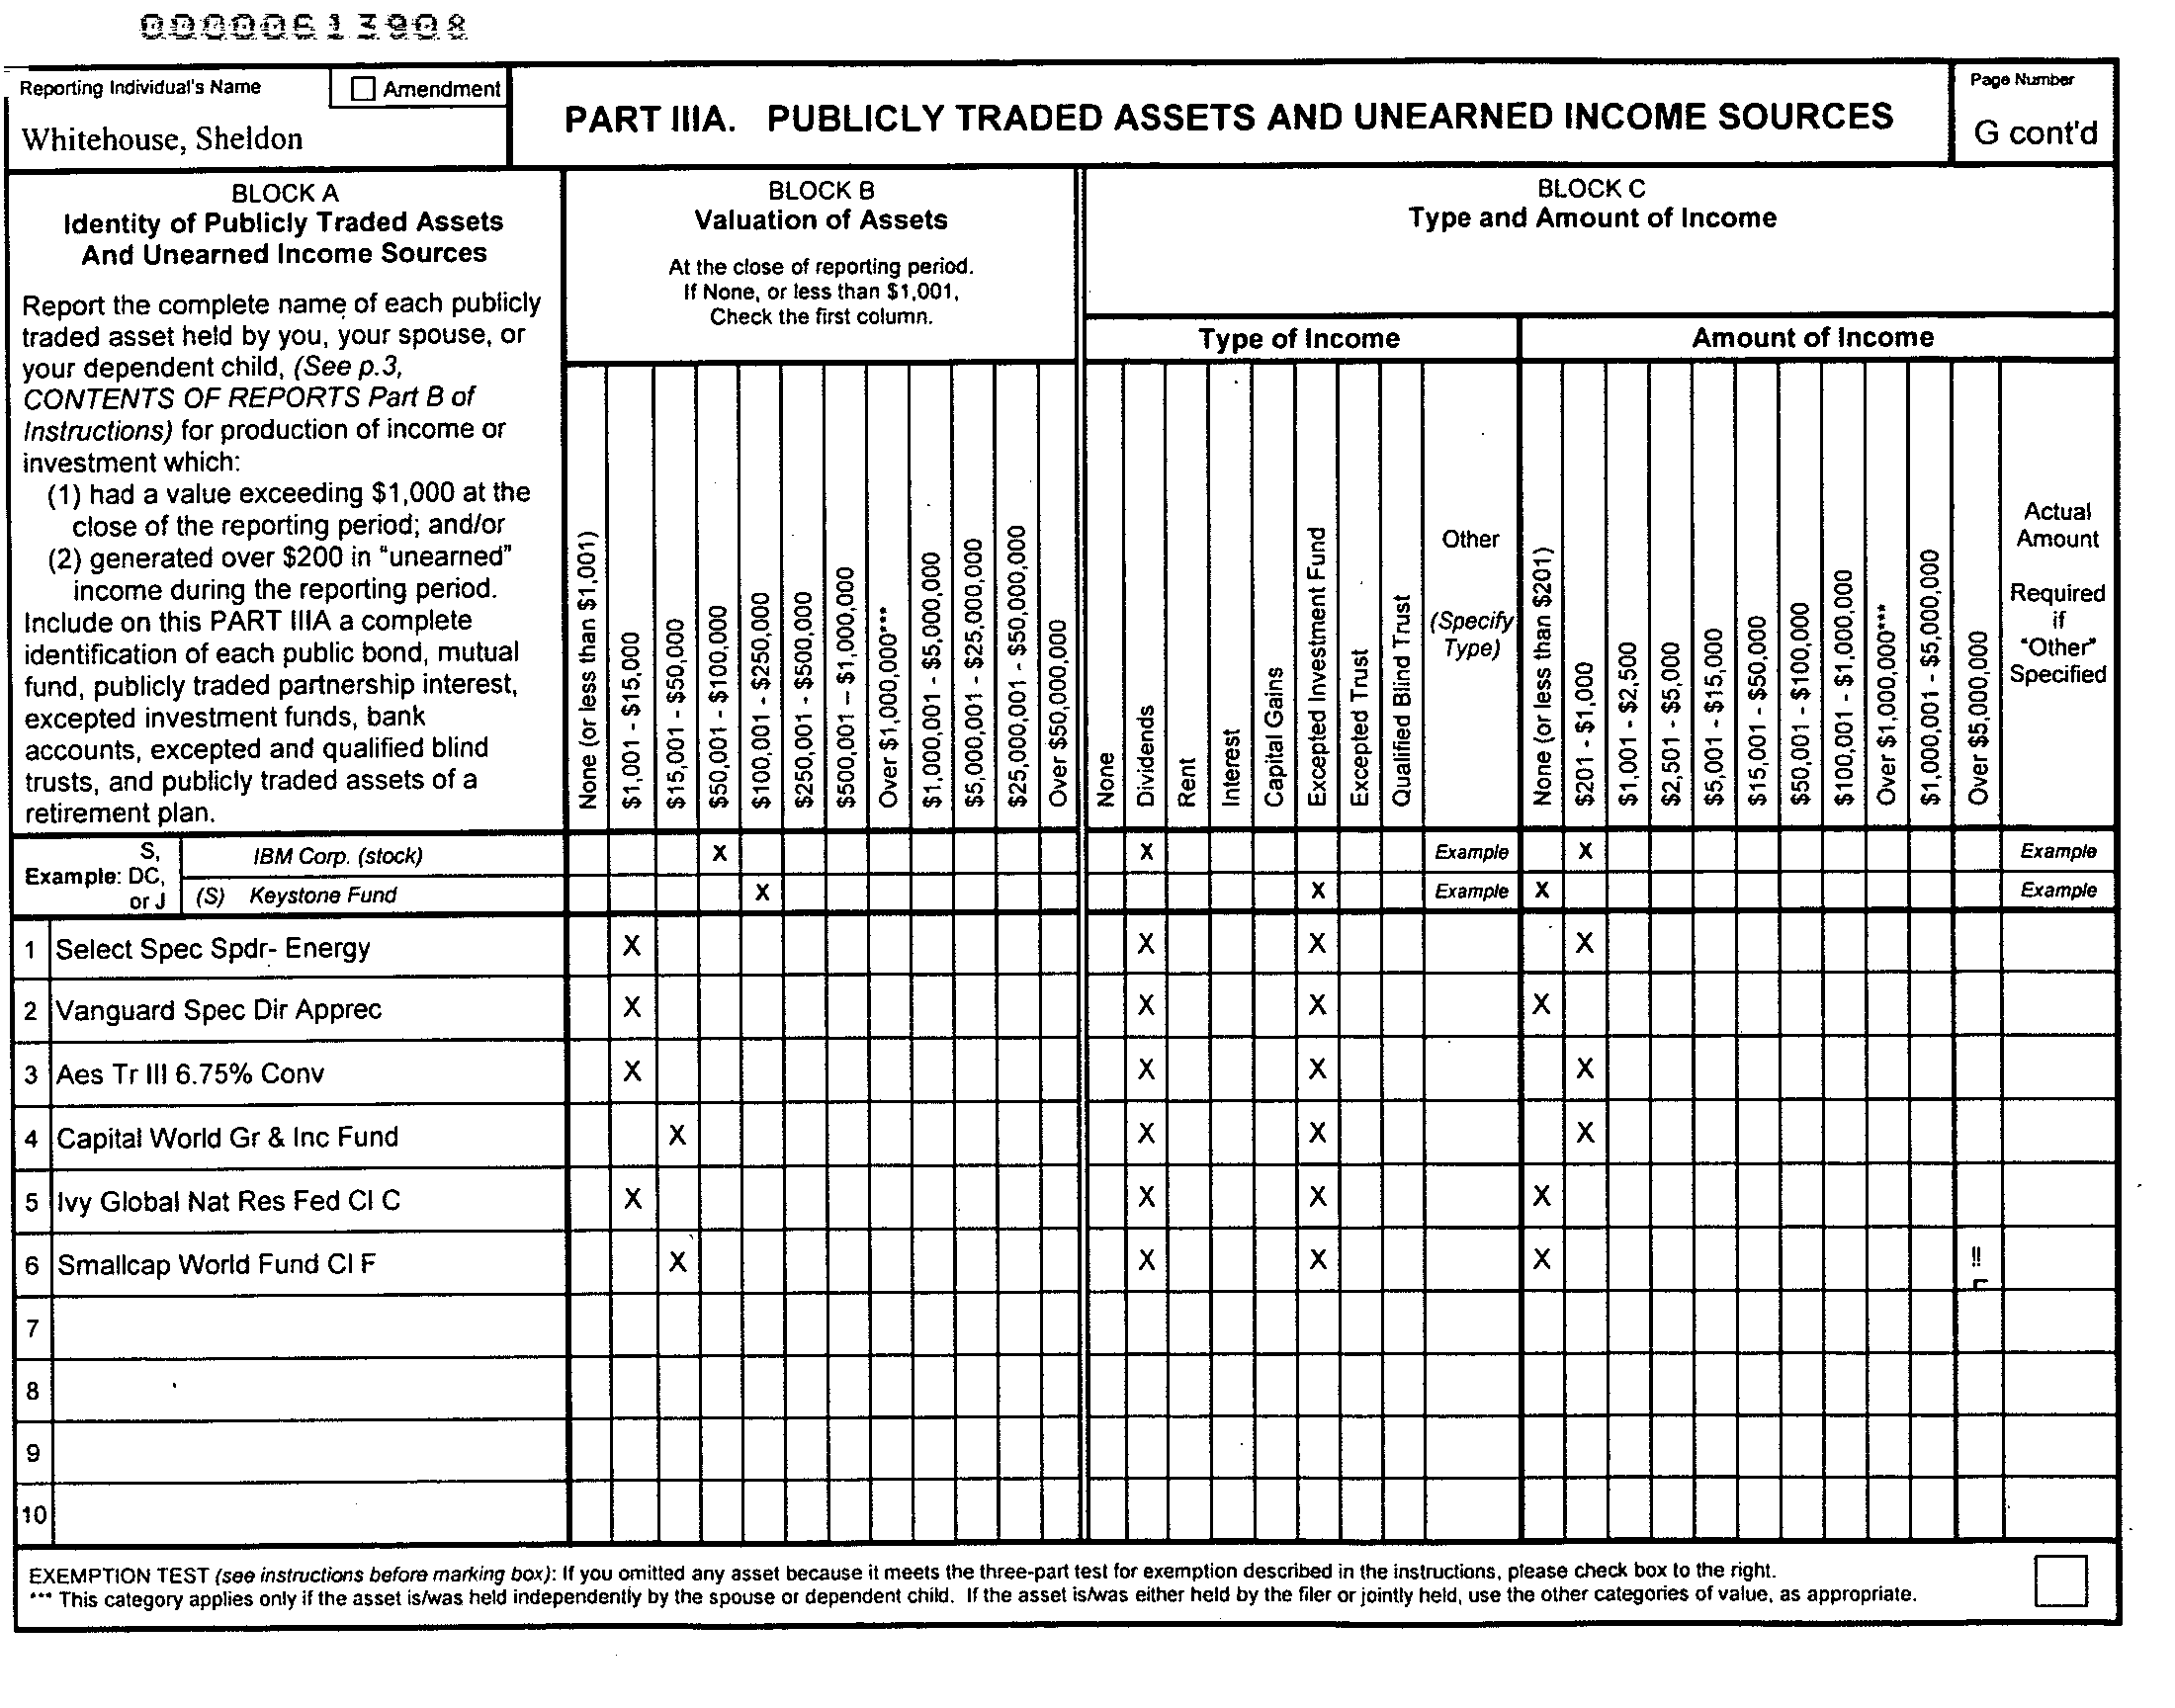 00000613908
Reporting Individual's Name
Amendment
Whitehouse, Sheldon
PART IIIA. PUBLICLY TRADED ASSETS AND UNEARNED INCOME SOURCES
Page Number
G cont'd
BLOCK A
Identity of Publicly Traded Assets
And Unearned Income Sources
Report the complete name of each publicly
traded asset held by you, your spouse, or
your dependent child, (See p.3,
CONTENTS OF REPORTS Part B of
Instructions) for production of income or
investment which:
(1) had a value exceeding $1,000 at the
close of the reporting period; and/or
(2) generated over $200 in "unearned"
income during the reporting period.
Include on this PART IIIA a complete
identification of each public bond, mutual
fund, publicly traded partnership interest,
excepted investment funds, bank
accounts, excepted and qualified blind
trusts, and publicly traded assets of a
retirement plan.
BLOCK B
Valuation of Assets
At the close of reporting period.
If None, or less than $1,001,
Check the first column.
None (or less than $1,001)
$1,001 - $15,000
$15,001 - $50,000
$50,001 - $100,000
$100,001 - $250,000
$250,001 - $500,000
$500,001 – $1,000,000
Over $1,000,000***
$1,000,001 - $5,000,000
$5,000,001 - $25,000,000
$25,000,001 - $50,000,000
Over $50,000,000
BLOCK C
Type and Amount of Income
Type of Income
Amount of Income
None
Dividends
Rent
Interest
Capital Gains
Excepted Investment Fund
Excepted Trust
Qualified Blind Trust
Other
(Specify
Type)
None (or less than $201)
$201 - $1,000
$1,001 - $2,500
$2,501 - $5,000
$5,001 - $15,000
$15,001 - $50,000
$50,001 - $100,000
$100,001 - $1,000,000
Over $1,000,000***
$1,000,001 - $5,000,000
Over $5,000,000
Actual
Amount
Required
if
"Other"
Specified
Example: S, DC, or J
IBM Corp. (stock) X X Example X Example
(S) Keystone Fund X X Example X Example
1 Select Spec Spdr- Energy X X X X
2 Vanguard Spec Dir Apprec X X X X
3 Aes Tr III 6.75% Conv X X X X
4 Capital World Gr & Inc Fund X X X X
5 Ivy Global Nat Res Fed Cl C X X X X
6 Smallcap World Fund Cl F X X X X
7
8
9
10
EXEMPTION TEST (see instructions before marking box): If you omitted any asset because it meets the three-part test for exemption described in the instructions, please check box to the right.
*** This category applies only if the asset is/was held independently by the spouse or dependent child. If the asset is/was either held by the filer or jointly held, use the other categories of value, as appropriate.